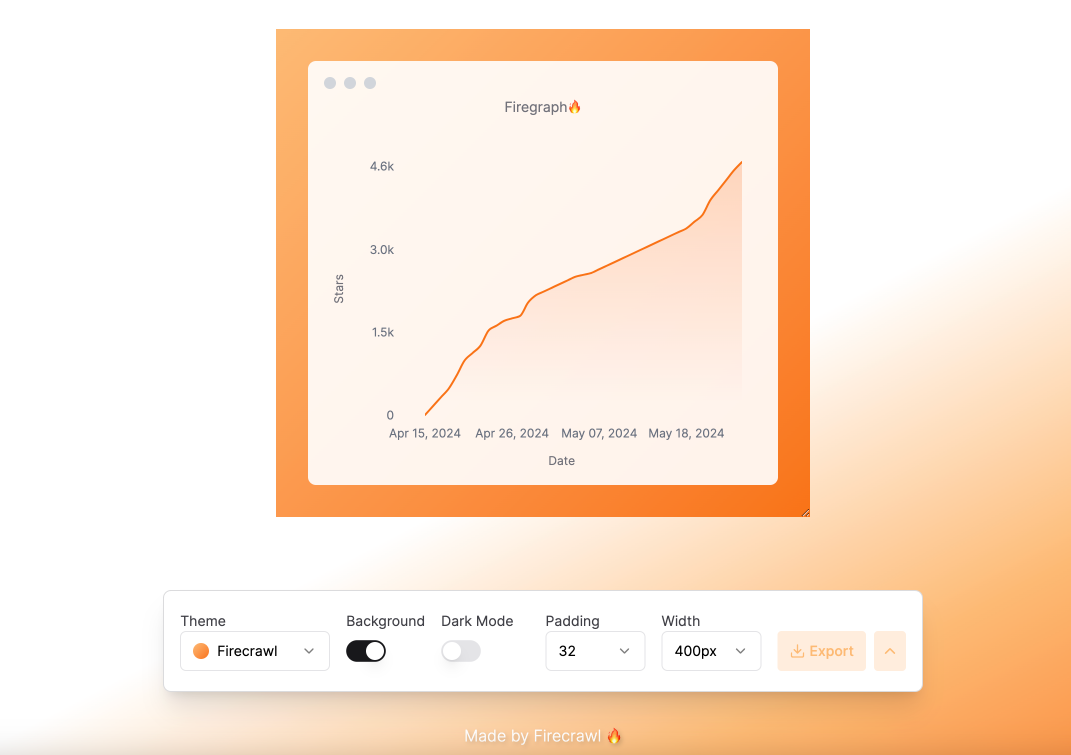 Firegraph🔥
4.6k
3.0k
1.5k
0
Stars
Apr 15, 2024 Apr 26, 2024 May 07, 2024 May 18, 2024
Date
Theme Background Dark Mode Padding Width
Firecrawl 32 400px Export
Made by Firecrawl 🔥